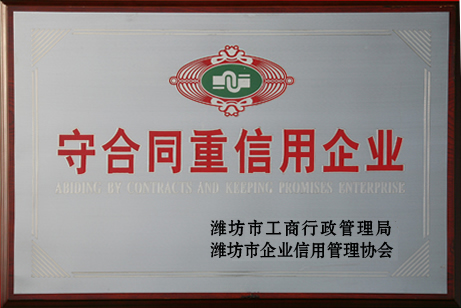 守合同重信用企业
ABIDING BY CONTRACTS AND KEEPING PROMISES ENTERPRISE
潍坊市工商行政管理局
潍坊市企业信用管理协会